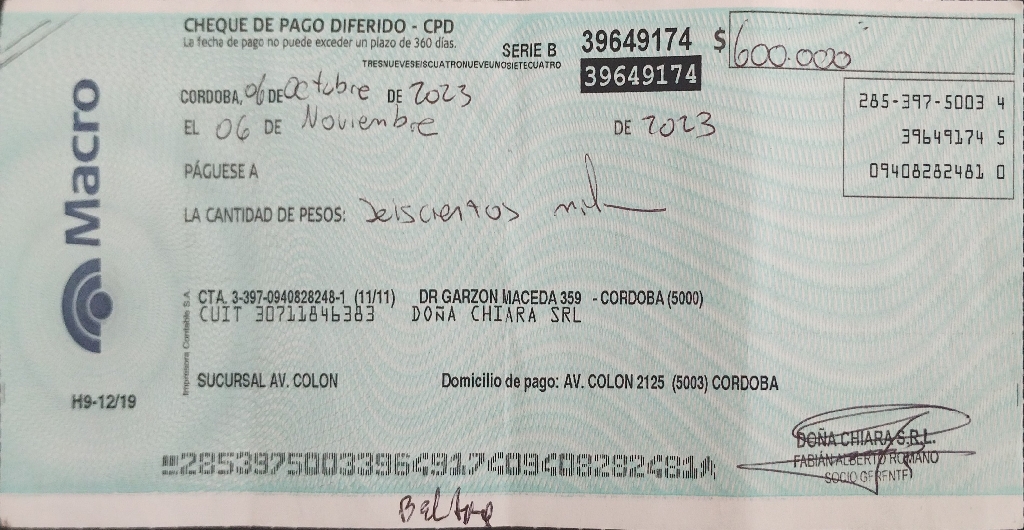 CHEQUE DE PAGO DIFERIDO - CPD
La fecha de pago no puede exceder un plazo de 360 días.
SERIE B 39649174 $ 600.000
TRESNUEVESEISCUATRONUEVEUNOSIETECUATRO
39649174
CORDOBA, 06 DE Octubre DE 2023
285-397-5003 4
EL 06 DE Noviembre DE 2023
39649174 5
PÁGUESE A
09408282481 0
LA CANTIDAD DE PESOS: Seiscientos mil
Macro
CTA. 3-397-0940828248-1 (11/11) DR GARZON MACEDA 359 - CORDOBA (5000)
CUIT 30711846383 DOÑA CHIARA SRL
Impresora Contable S.A
SUCURSAL AV. COLON Domicilio de pago: AV. COLON 2125 (5003) CORDOBA
H9-12/19
DOÑA CHIARA S.R.L.
FABIÁN ALBERTO ROMANO
SOCIO GERENTE
28539750033964917409408282481